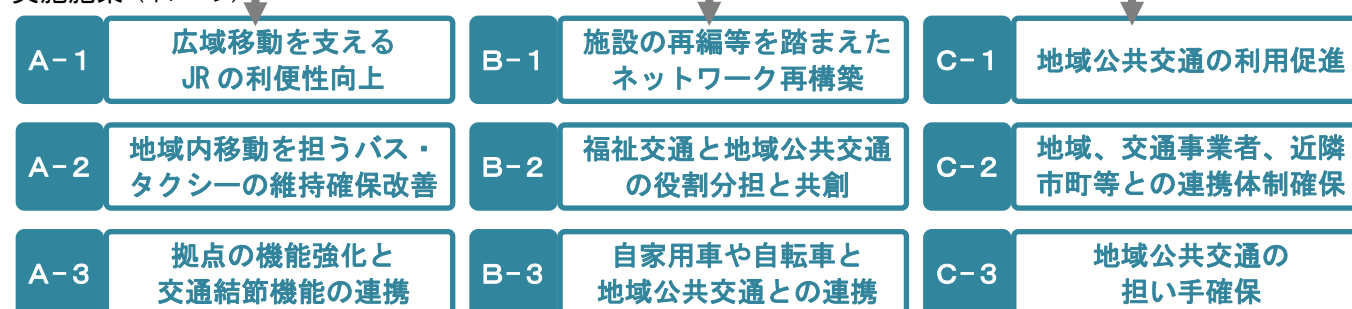 A-1
広域移動を支える
JRの利便性向上
B-1
施設の再編等を踏まえた
ネットワーク再構築
C-1
地域公共交通の利用促進
A-2
地域内移動を担うバス・
タクシーの維持確保改善
B-2
福祉交通と地域公共交通
の役割分担と共創
C-2
地域、交通事業者、近隣
市町等との連携体制確保
A-3
拠点の機能強化と
交通結節機能の連携
B-3
自家用車や自転車と
地域公共交通との連携
C-3
地域公共交通の
担い手確保